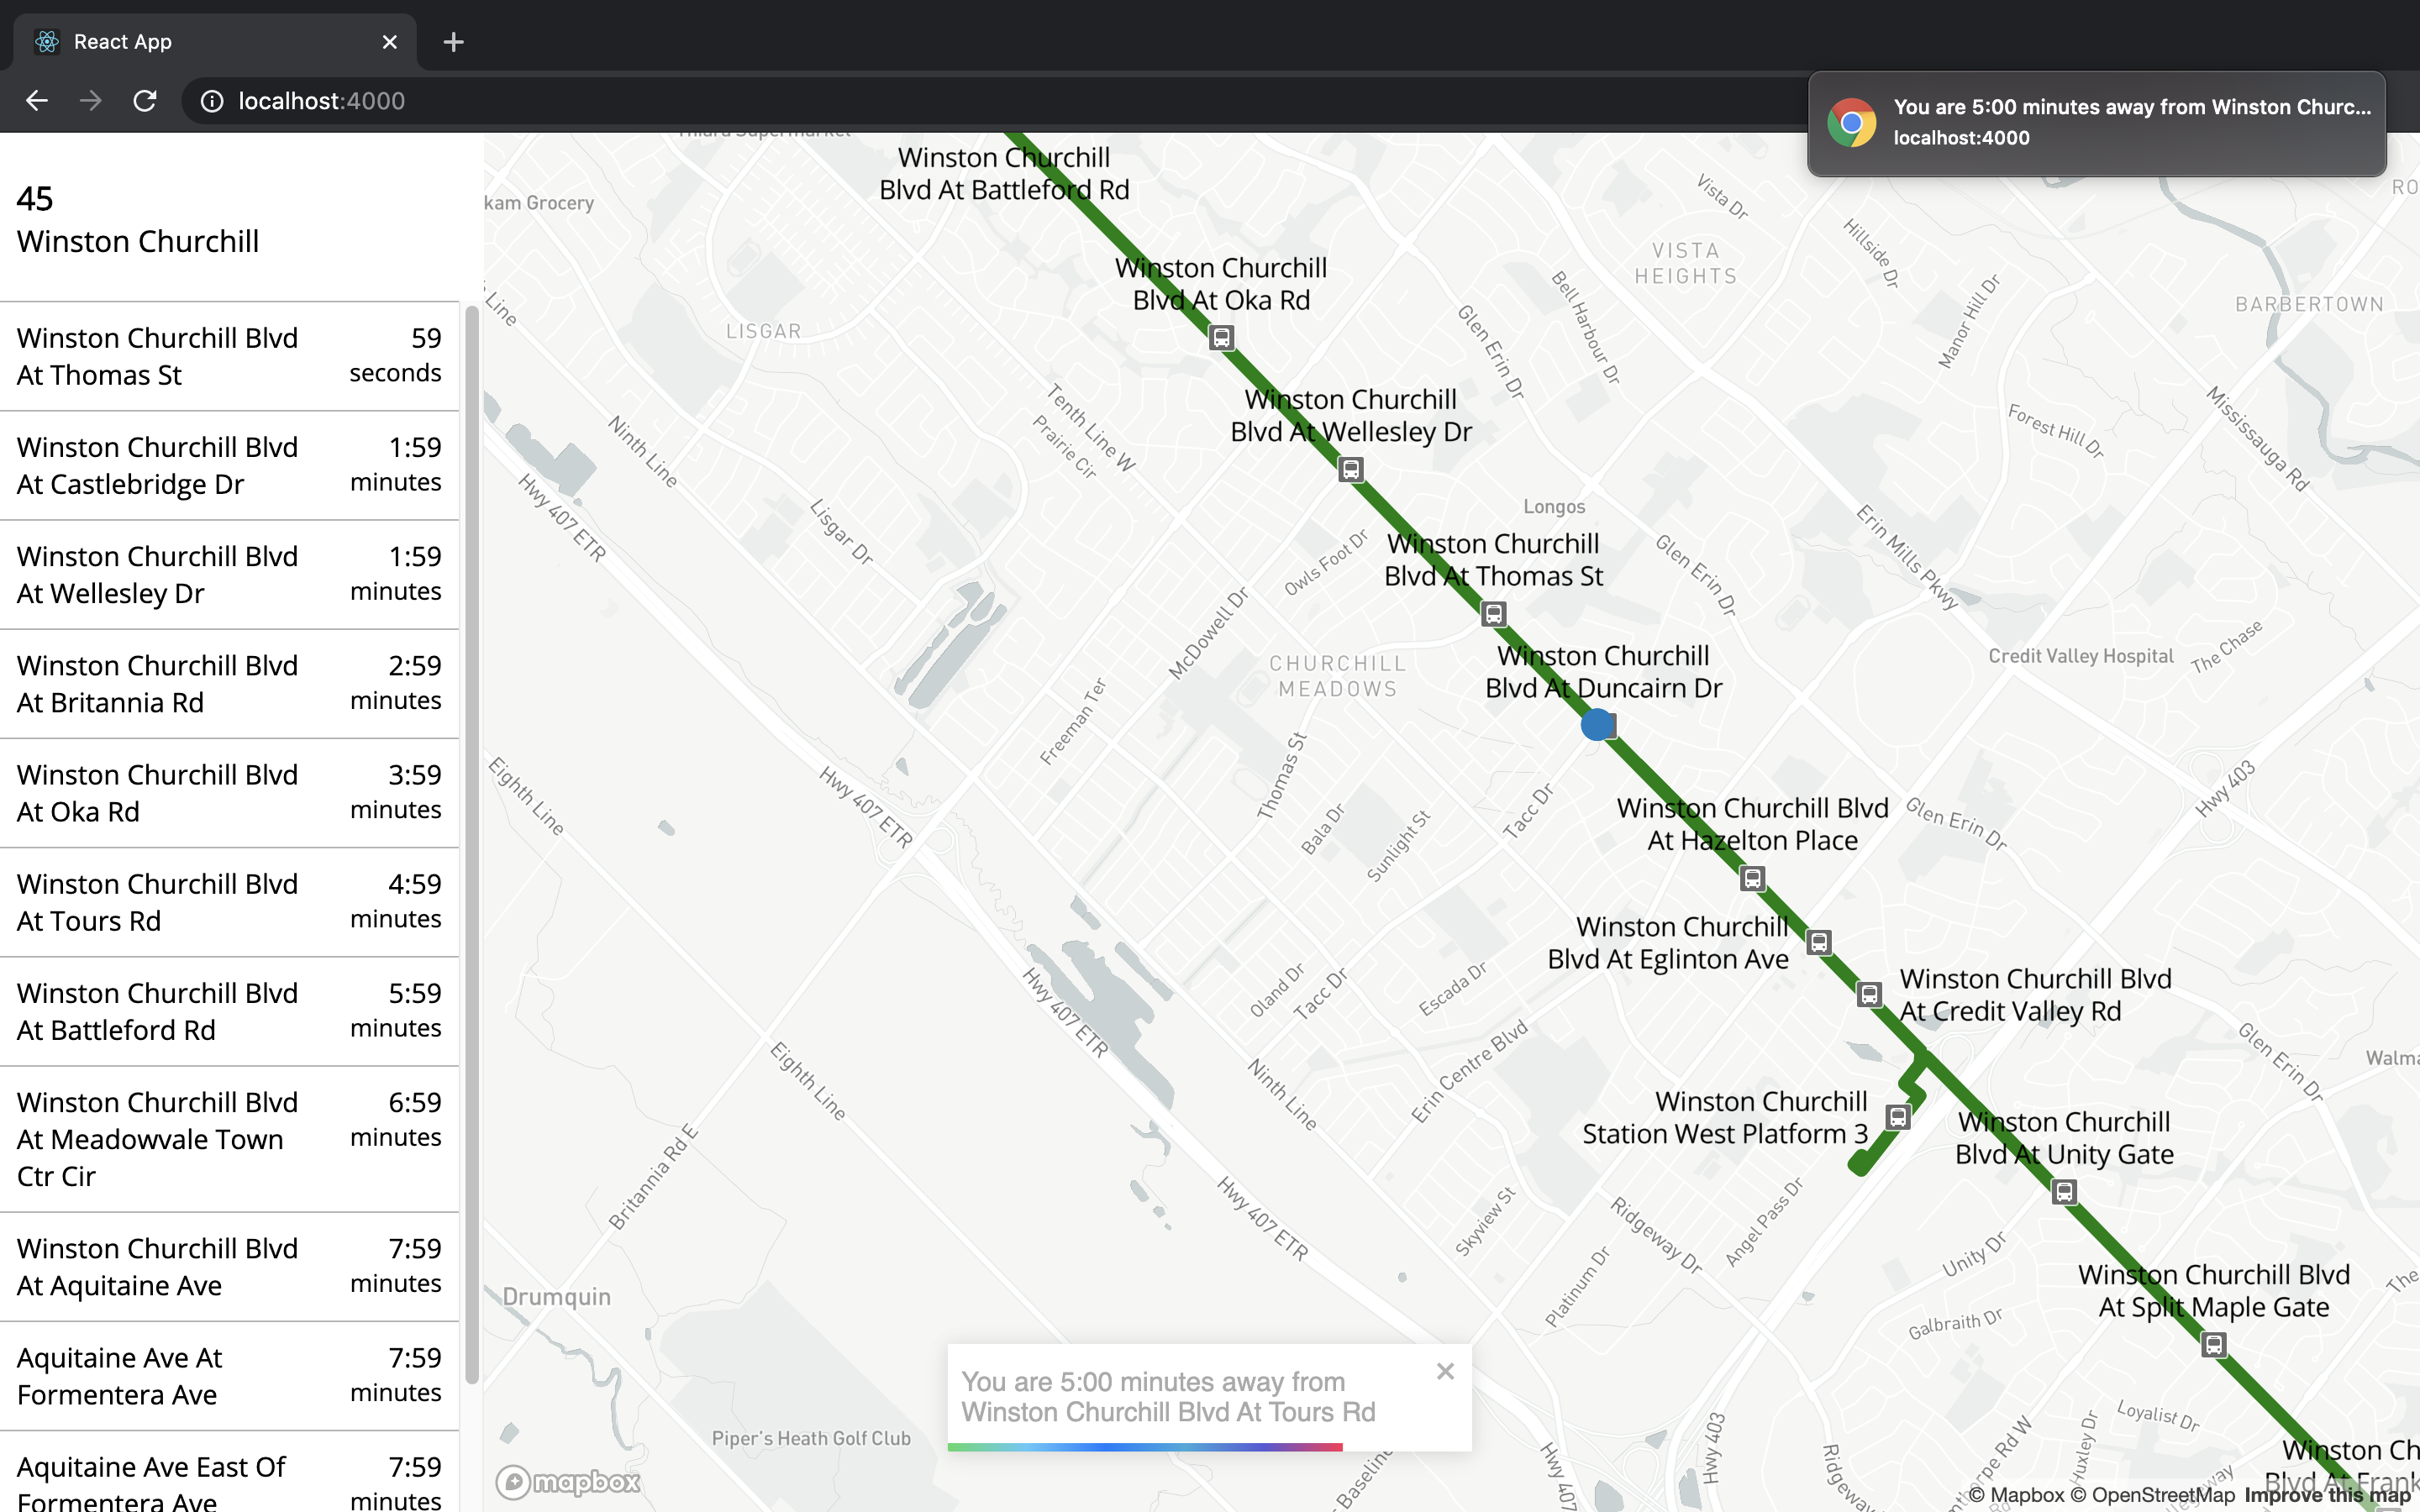 React App
localhost:4000
You are 5:00 minutes away from Winston Churc...
localhost:4000
45
Winston Churchill
Winston Churchill Blvd
At Thomas St
59
seconds
Winston Churchill Blvd
At Castlebridge Dr
1:59
minutes
Winston Churchill Blvd
At Wellesley Dr
1:59
minutes
Winston Churchill Blvd
At Britannia Rd
2:59
minutes
Winston Churchill Blvd
At Oka Rd
3:59
minutes
Winston Churchill Blvd
At Tours Rd
4:59
minutes
Winston Churchill Blvd
At Battleford Rd
5:59
minutes
Winston Churchill Blvd
At Meadowvale Town
Ctr Cir
6:59
minutes
Winston Churchill Blvd
At Aquitaine Ave
7:59
minutes
Aquitaine Ave At
Formentera Ave
7:59
minutes
Aquitaine Ave East Of
Formentera Ave
7:59
minutes
Winston Churchill
Blvd At Battleford Rd
kam Grocery
Line
LISGAR
Winston Churchill
Blvd At Oka Rd
Vista Dr
VISTA
HEIGHTS
Hillside Dr
Manor Hill Dr
RO
BARBERTOWN
Bell Harbour Dr
Glen Erin Dr
Winston Churchill
Blvd At Wellesley Dr
Tenth Line W
Prairie Cir
Ninth Line
Hwy 407 ETR
Lisgar Dr
Forest Hill Dr
Mississauga Rd
Longos
Erin Mills Pkwy
Winston Churchill
Blvd At Thomas St
Owls Foot Dr
Glen Erin Dr
McDowell Dr
CHURCHILL
MEADOWS
Winston Churchill
Blvd At Duncairn Dr
Credit Valley Hospital
The Chase
Freeman Ter
Thomas St
Eighth Line
Hwy 407 ETR
Bala Dr
Sunlight St
Tacc Dr
Hwy 403
Winston Churchill Blvd
At Hazelton Place
Glen Erin Dr
Winston Churchill
Blvd At Eglinton Ave
Winston Churchill Blvd
At Credit Valley Rd
Hwy 407 ETR
Oland Dr
Tacc Dr
Escada Dr
Erin Centre Blvd
Ninth Line
Eighth Line
Glen Erin Dr
Walma
Winston Churchill
Station West Platform 3
Winston Churchill
Blvd At Unity Gate
Britannia Rd E
Hwy 407 ETR
Skyview St
Ridgeway Dr
Angel Pass Dr
Platinum Dr
Unity Dr
Galbraith Dr
Winston Churchill Blvd
At Split Maple Gate
The
Drumquin
Piper's Heath Golf Club
You are 5:00 minutes away from
Winston Churchill Blvd At Tours Rd
Baseline
Hwy 407
Hwy 403
Ridgeway
Huxley Dr
Loyalist Dr
Winston Ch
Blvd At Frank
mapbox
© Mapbox © OpenStreetMap Improve this map